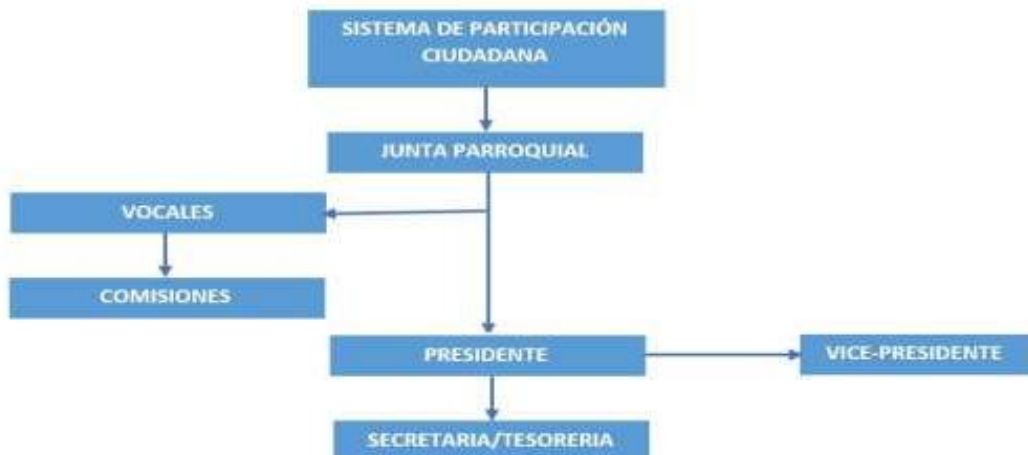 SISTEMA DE PARTICIPACIÓN
CIUDADANA
JUNTA PARROQUIAL
VOCALES
COMISIONES
PRESIDENTE
VICE-PRESIDENTE
SECRETARIA/TESORERIA